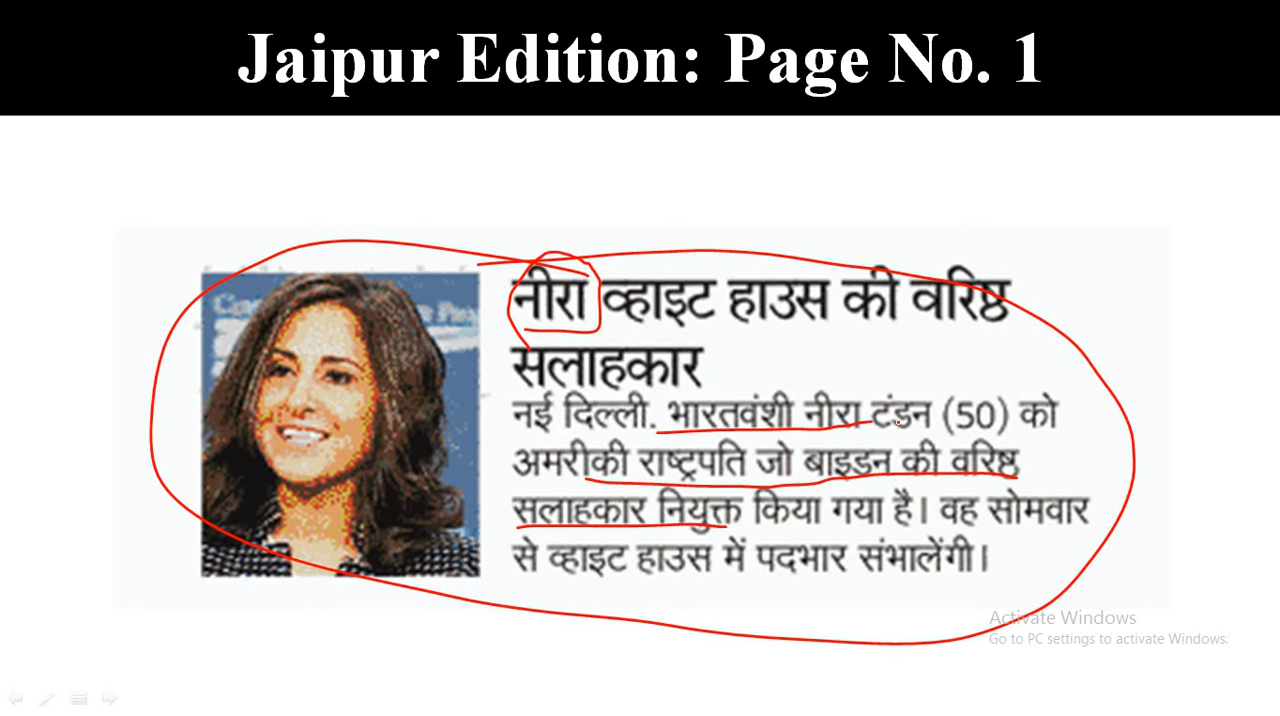 Jaipur Edition: Page No. 1
नीरा व्हाइट हाउस की वरिष्ठ
सलाहकार
नई दिल्ली. भारतवंशी नीरा टंडन (50) को
अमरीकी राष्ट्रपति जो बाइडन की वरिष्ठ
सलाहकार नियुक्त किया गया है। वह सोमवार
से व्हाइट हाउस में पदभार संभालेंगी।
Activate Windows
Go to PC settings to activate Windows.